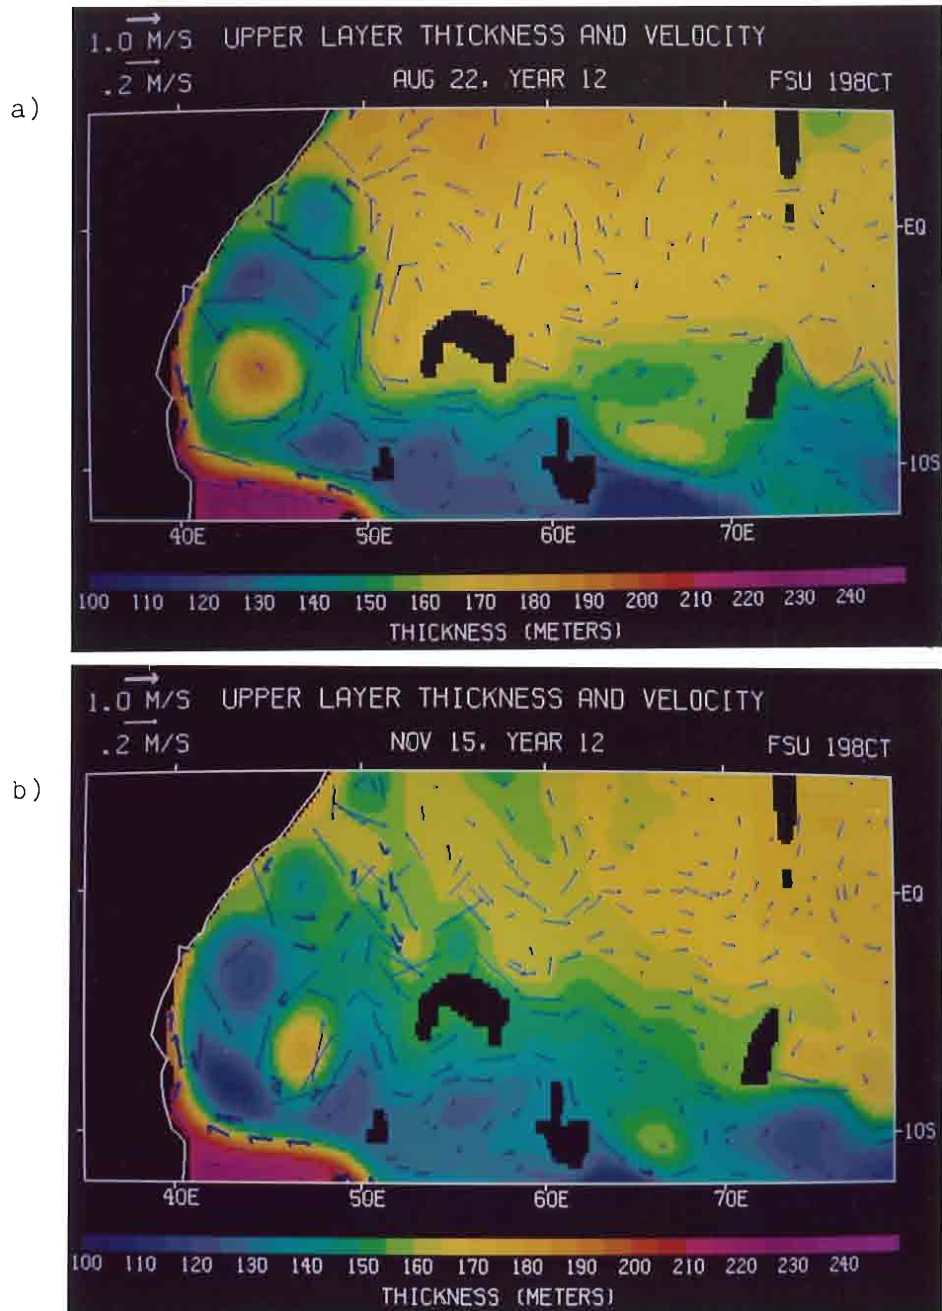 a)
1.0 M/S UPPER LAYER THICKNESS AND VELOCITY
.2 M/S AUG 22, YEAR 12 FSU 198CT
EQ
10S
40E 50E 60E 70E
100 110 120 130 140 150 160 170 180 190 200 210 220 230 240
THICKNESS (METERS)
b)
1.0 M/S UPPER LAYER THICKNESS AND VELOCITY
.2 M/S NOV 15, YEAR 12 FSU 198CT
EQ
10S
40E 50E 60E 70E
100 110 120 130 140 150 160 170 180 190 200 210 220 230 240
THICKNESS (METERS)